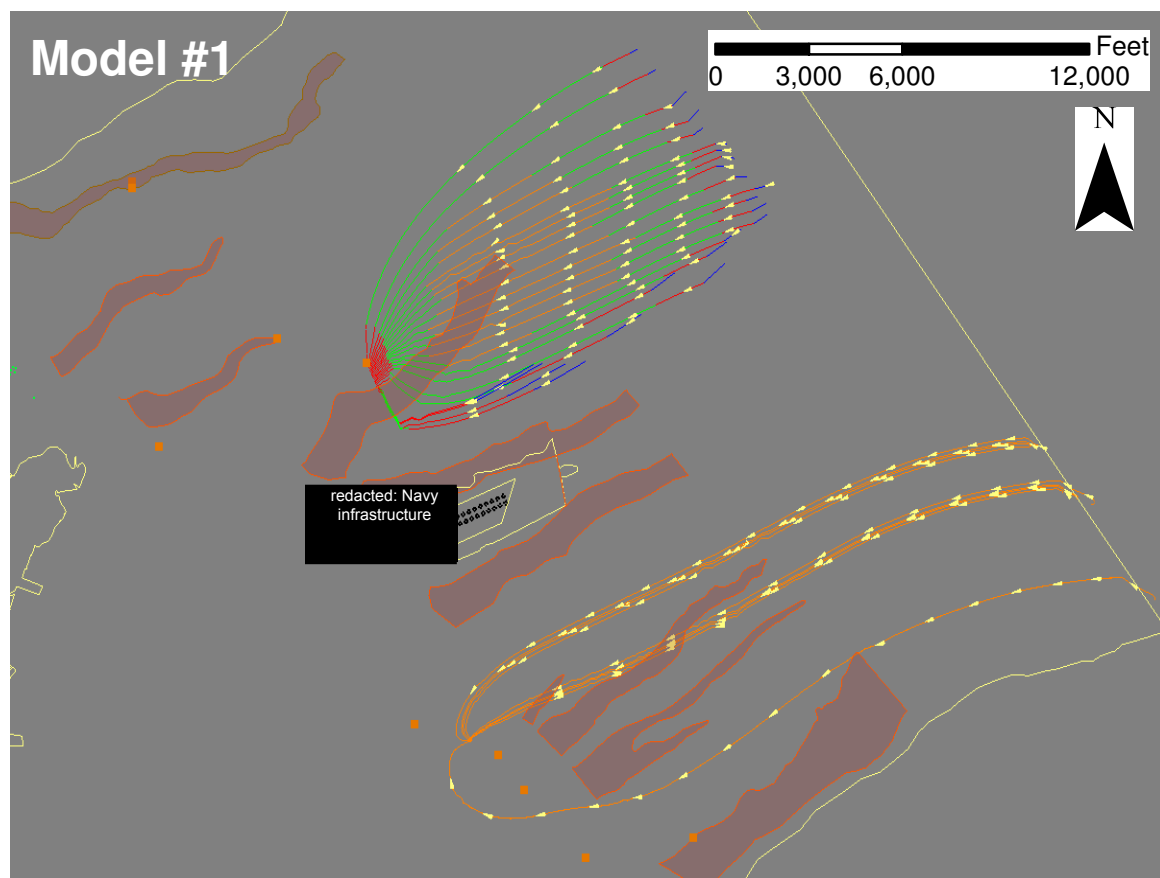 Model #1
Feet
0 3,000 6,000 12,000
N
redacted: Navy
infrastructure